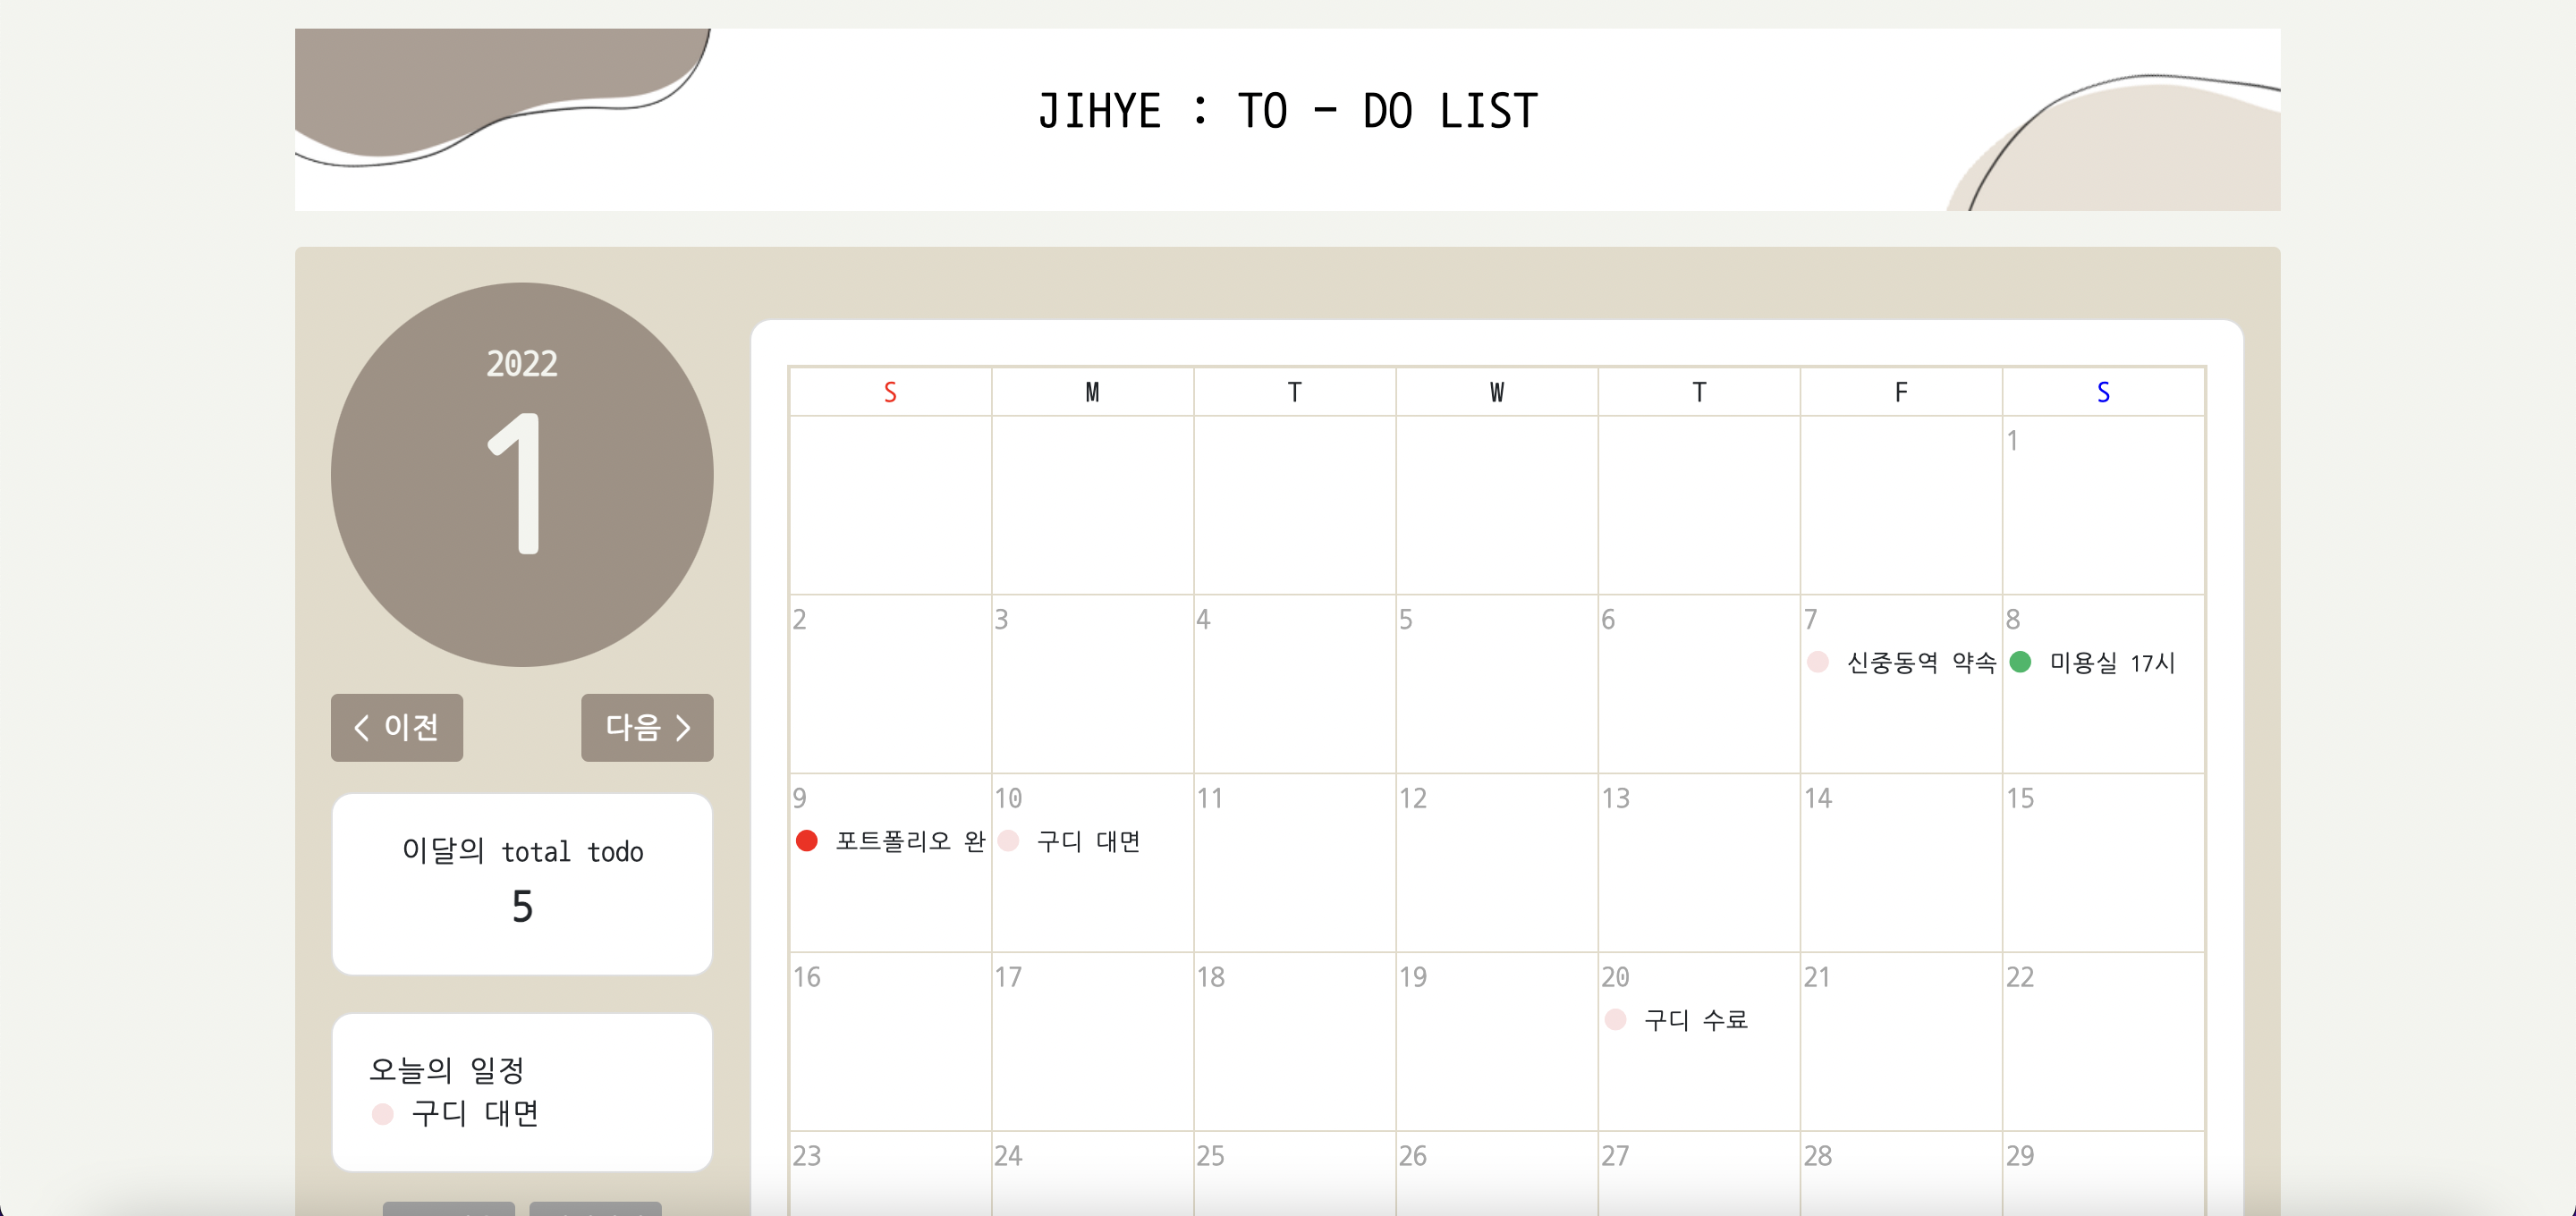 JIHYE : TO - DO LIST
2022
1
< 이전
다음 >
이달의 total todo
5
오늘의 일정
구디 대면
S M T W T F S
1
2 3 4 5 6 7 8
신중동역 약속 미용실 17시
9 10 11 12 13 14 15
포트폴리오 완 구디 대면
16 17 18 19 20 21 22
구디 수료
23 24 25 26 27 28 29